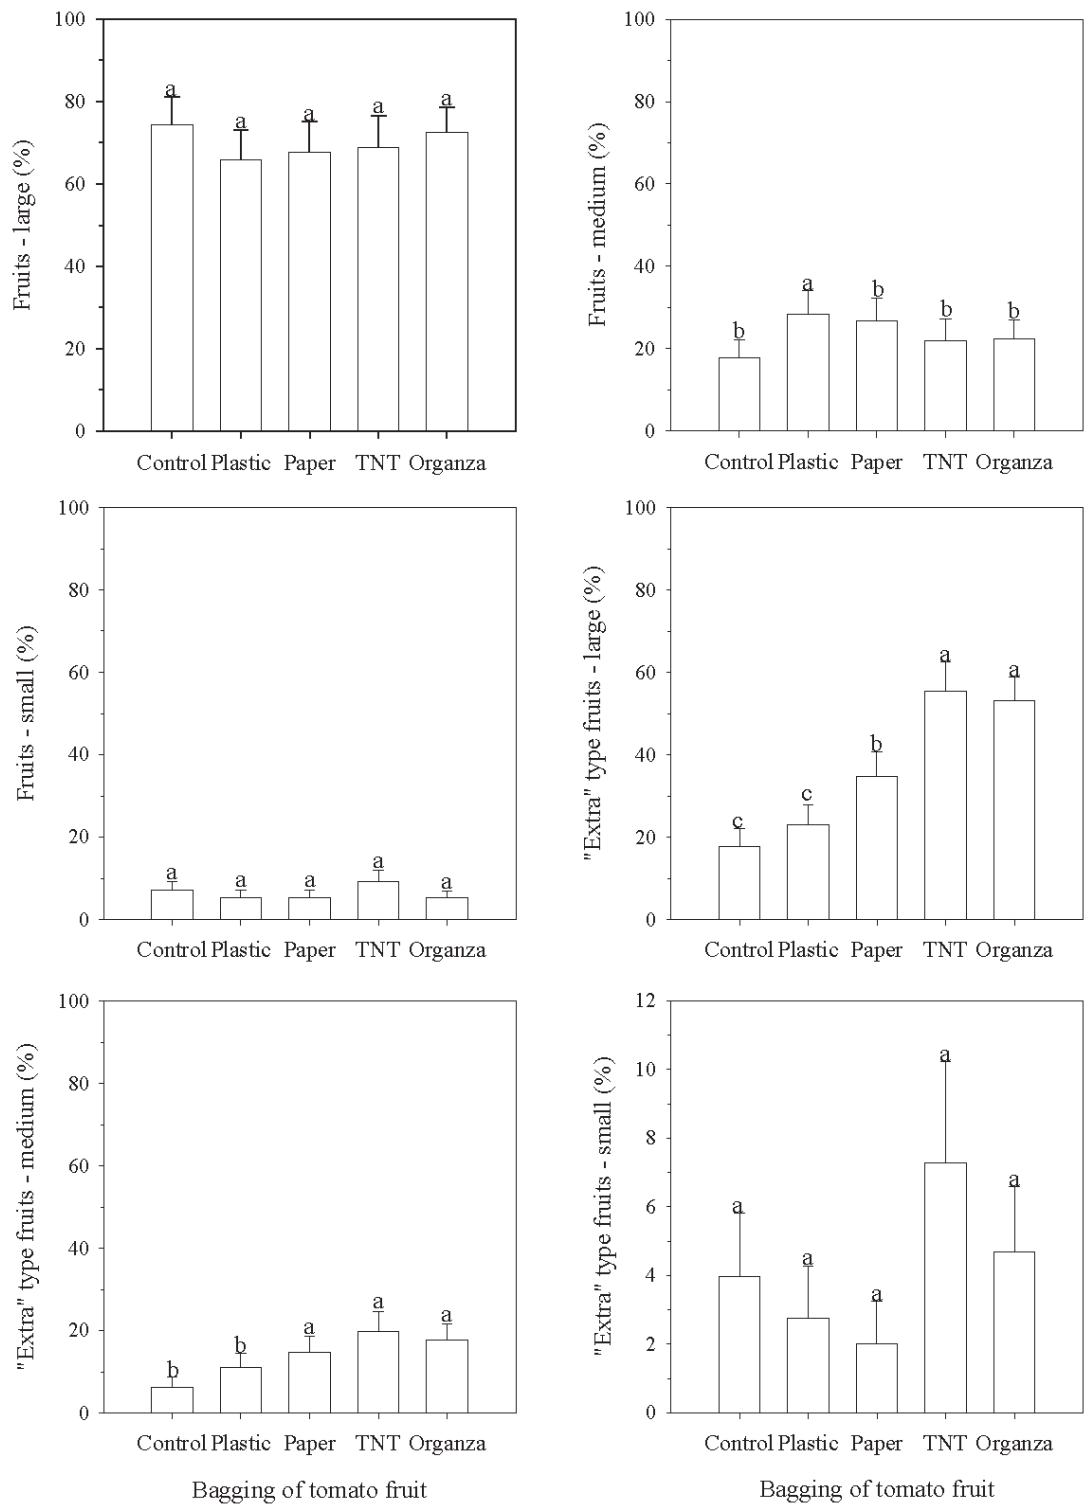 Fruits - large (%)
100
80
60
40
20
0
a
a
a
a
a
Control Plastic Paper TNT Organza
Fruits - medium (%)
100
80
60
40
20
0
b
a
b
b
b
Control Plastic Paper TNT Organza
Fruits - small (%)
100
80
60
40
20
0
a
a
a
a
a
Control Plastic Paper TNT Organza
"Extra" type fruits - large (%)
100
80
60
40
20
0
c
c
b
a
a
Control Plastic Paper TNT Organza
"Extra" type fruits - medium (%)
100
80
60
40
20
0
b
b
a
a
a
Control Plastic Paper TNT Organza
Bagging of tomato fruit
"Extra" type fruits - small (%)
12
10
8
6
4
2
0
a
a
a
a
a
Control Plastic Paper TNT Organza
Bagging of tomato fruit